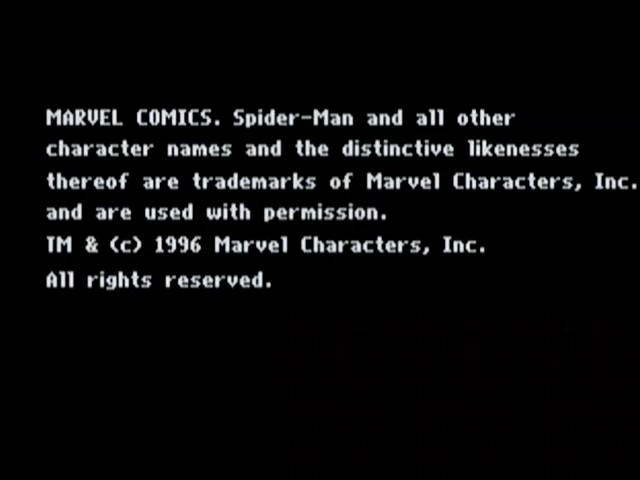 MARVEL COMICS. Spider-Man and all other
character names and the distinctive likenesses
thereof are trademarks of Marvel Characters, Inc.
and are used with permission.
TM & (c) 1996 Marvel Characters, Inc.
All rights reserved.